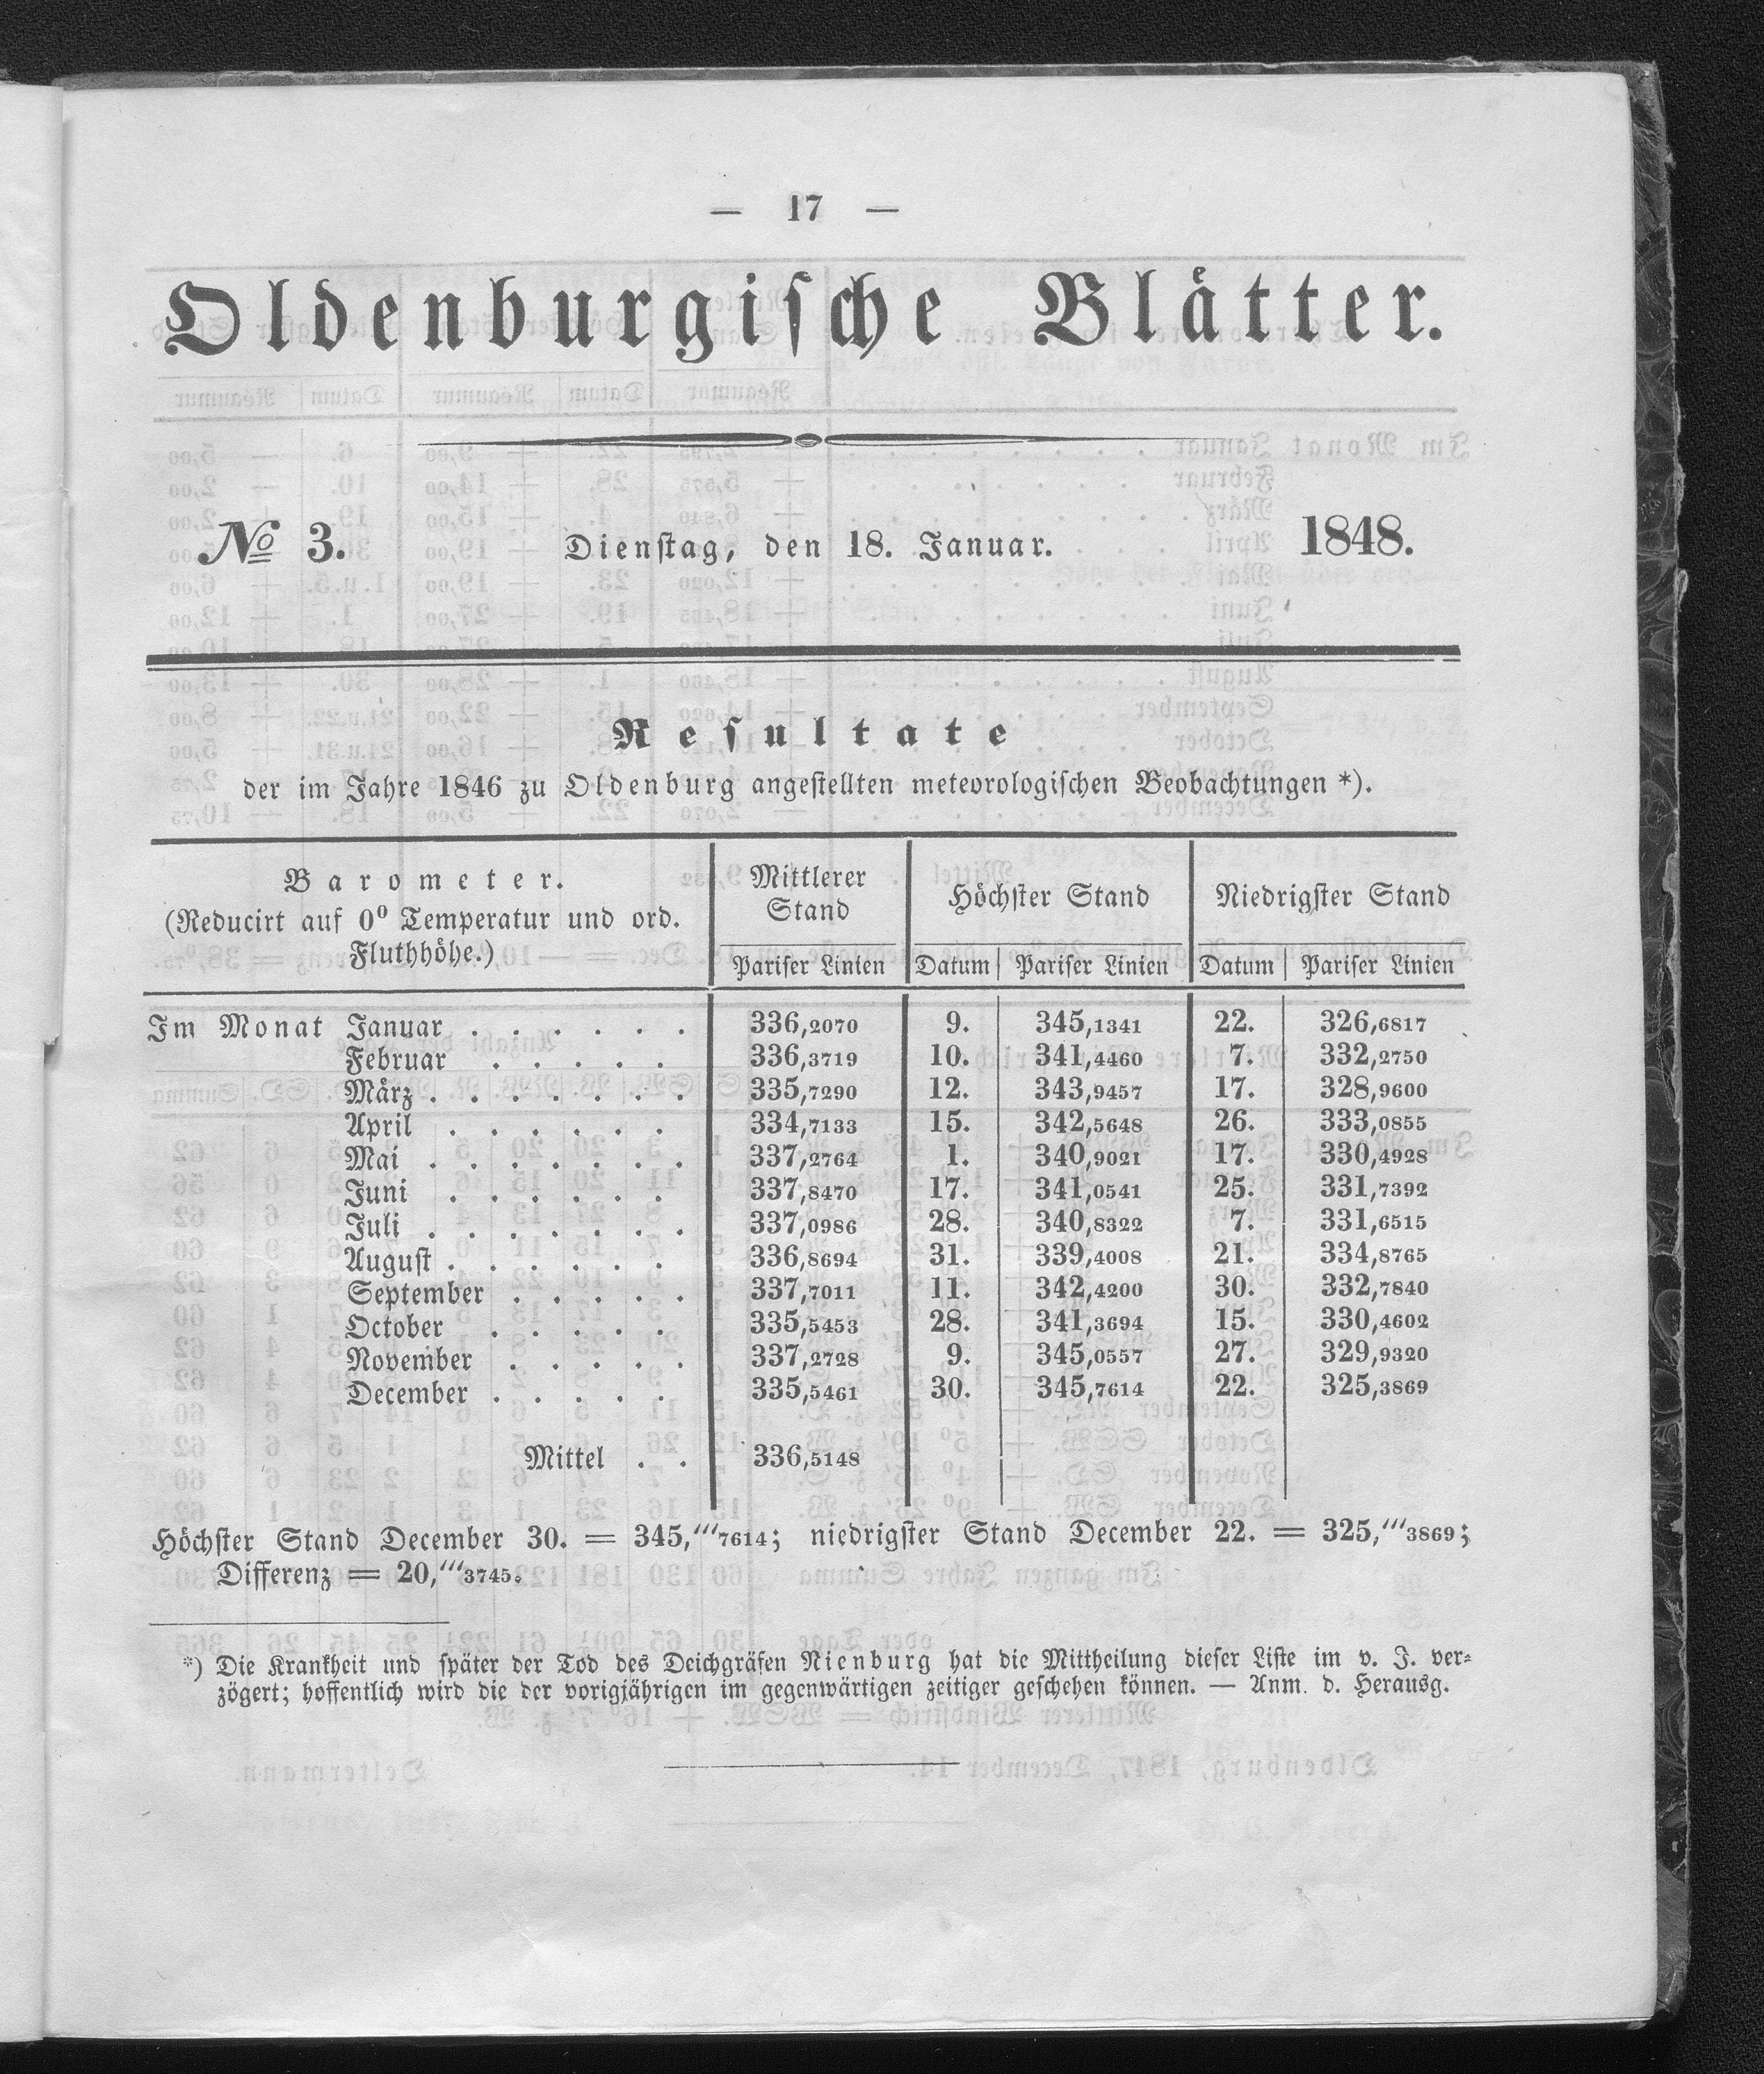 — 17 —
Oldenburgische Blätter.
No 3. Dienstag, den 18. Januar. 1848.
Resultate
der im Jahre 1846 zu Oldenburg angestellten meteorologischen Beobachtungen *).
Barometer. (Reducirt auf 0⁰ Temperatur und ord. Fluthhöhe.) | Mittlerer Stand | Höchster Stand | Niedrigster Stand
Pariser Linien | Datum | Pariser Linien | Datum | Pariser Linien
Im Monat Januar . . . . . . 336,2070 9. 345,1341 22. 326,6817
Februar . . . . . 336,3719 10. 341,4460 7. 332,2750
März . . . . . . . 335,7290 12. 343,9457 17. 328,9600
April . . . . . . 334,7133 15. 342,5648 26. 333,0855
Mai . . . . . . . 337,2764 1. 340,9021 17. 330,4928
Juni . . . . . . 337,8470 17. 341,0541 25. 331,7392
Juli . . . . . . . 337,0986 28. 340,8322 7. 331,6515
August . . . . . . 336,8694 31. 339,4008 21. 334,8765
September . . . . . 337,7011 11. 342,4200 30. 332,7840
October . . . . . 335,5453 28. 341,3694 15. 330,4602
November . . . . . 337,2728 9. 345,0557 27. 329,9320
December . . . . . 335,5461 30. 345,7614 22. 325,3869
Mittel . . 336,5148
Höchster Stand December 30. = 345,‴7614; niedrigster Stand December 22. = 325,‴3869;
Differenz = 20,‴3745.
*) Die Krankheit und später der Tod des Deichgräfen Nienburg hat die Mittheilung dieser Liste im v. J. ver-
zögert; hoffentlich wird die der vorigjährigen im gegenwärtigen zeitiger geschehen können. — Anm. d. Herausg.